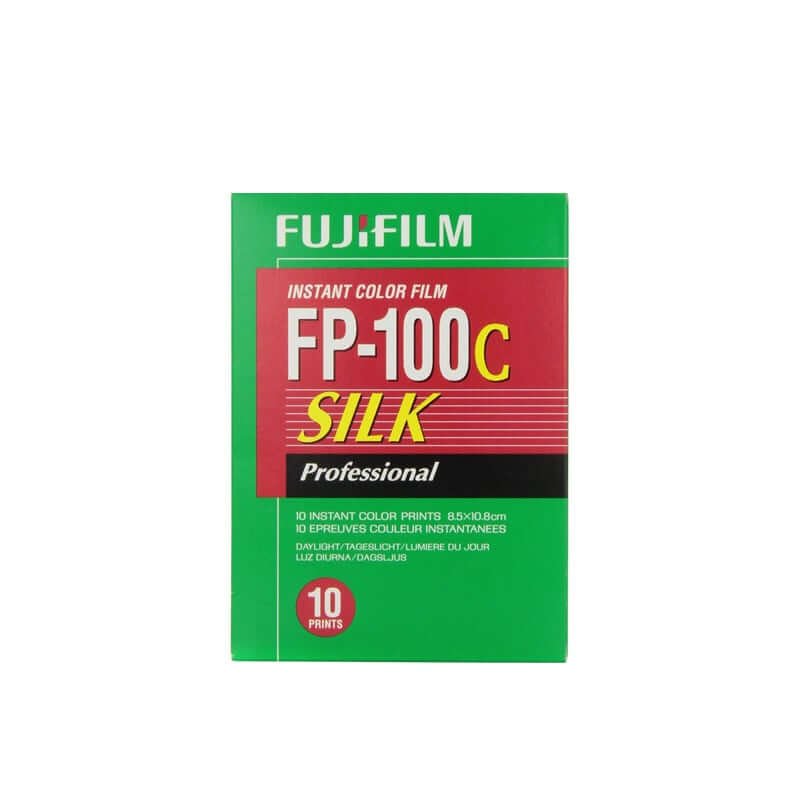 FUJIFILM
INSTANT COLOR FILM
FP-100C
SILK
Professional
10 INSTANT COLOR PRINTS 8.5×10.8cm
10 EPREUVES COULEUR INSTANTANEES
DAYLIGHT/TAGESLICHT/LUMIERE DU JOUR
LUZ DIURNA/DAGSLJUS
10
PRINTS